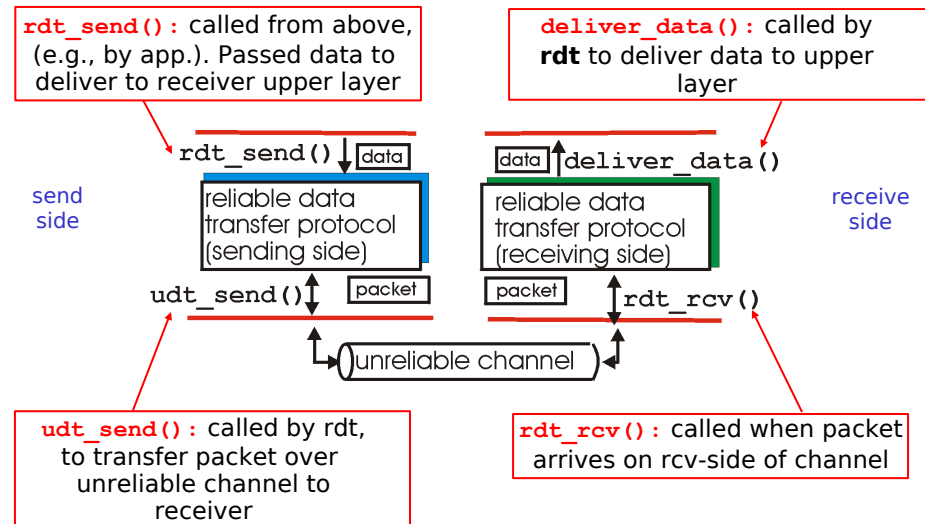 rdt_send(): called from above,
(e.g., by app.). Passed data to
deliver to receiver upper layer
deliver_data(): called by
rdt to deliver data to upper
layer
rdt_send()
data
data
deliver_data()
send
side
reliable data
transfer protocol
(sending side)
reliable data
transfer protocol
(receiving side)
receive
side
udt_send()
packet
packet
rdt_rcv()
unreliable channel
udt_send(): called by rdt,
to transfer packet over
unreliable channel to
receiver
rdt_rcv(): called when packet
arrives on rcv-side of channel